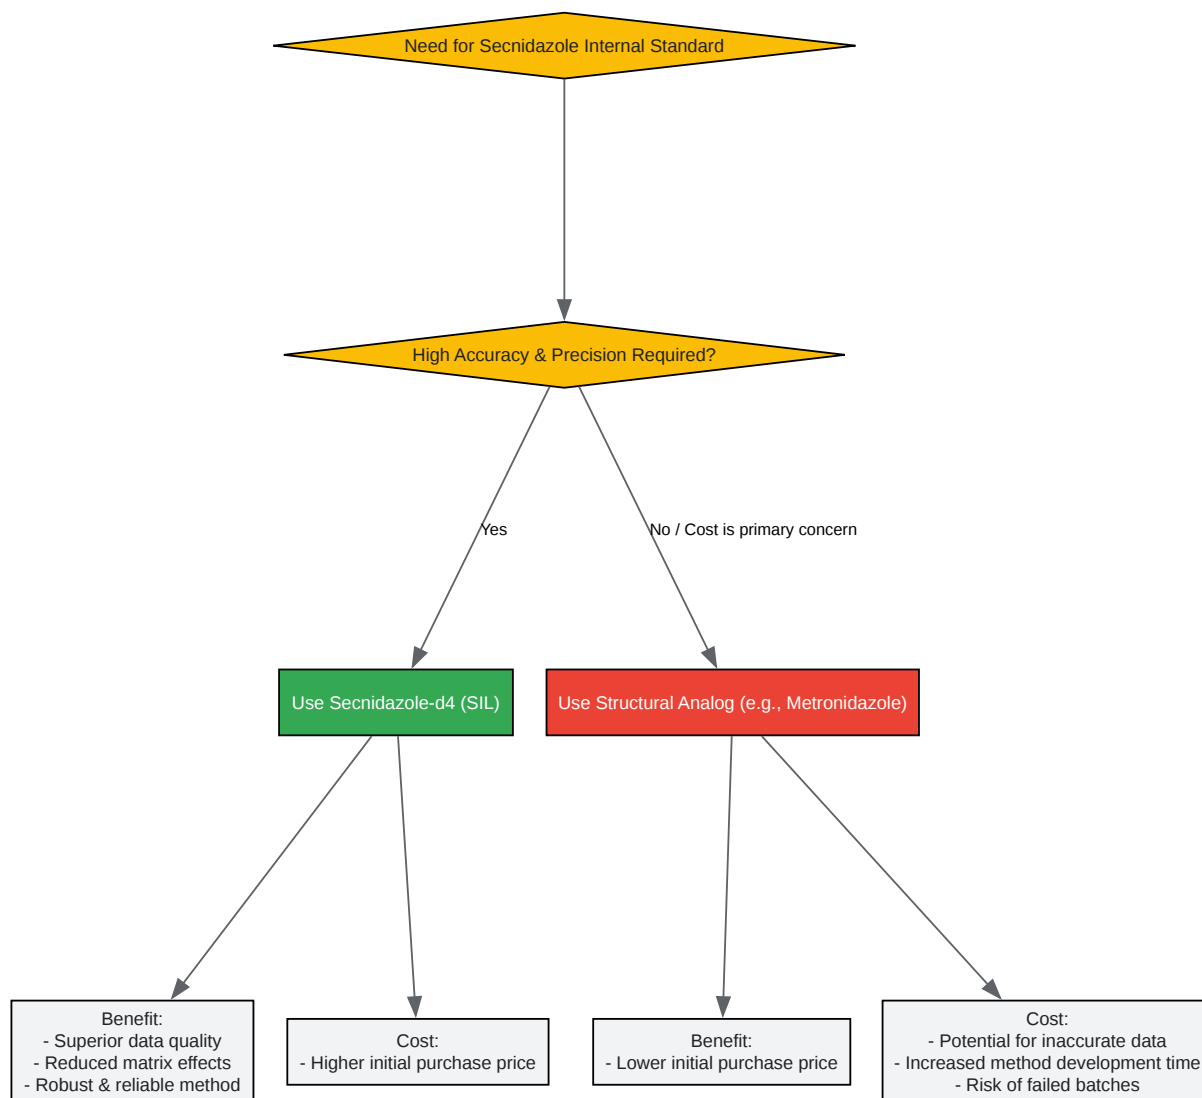 Need for Secnidazole Internal Standard
High Accuracy & Precision Required?
Yes
No / Cost is primary concern
Use Secnidazole-d4 (SIL)
Use Structural Analog (e.g., Metronidazole)
Benefit:
- Superior data quality
- Reduced matrix effects
- Robust & reliable method
Cost:
- Higher initial purchase price
Benefit:
- Lower initial purchase price
Cost:
- Potential for inaccurate data
- Increased method development time
- Risk of failed batches